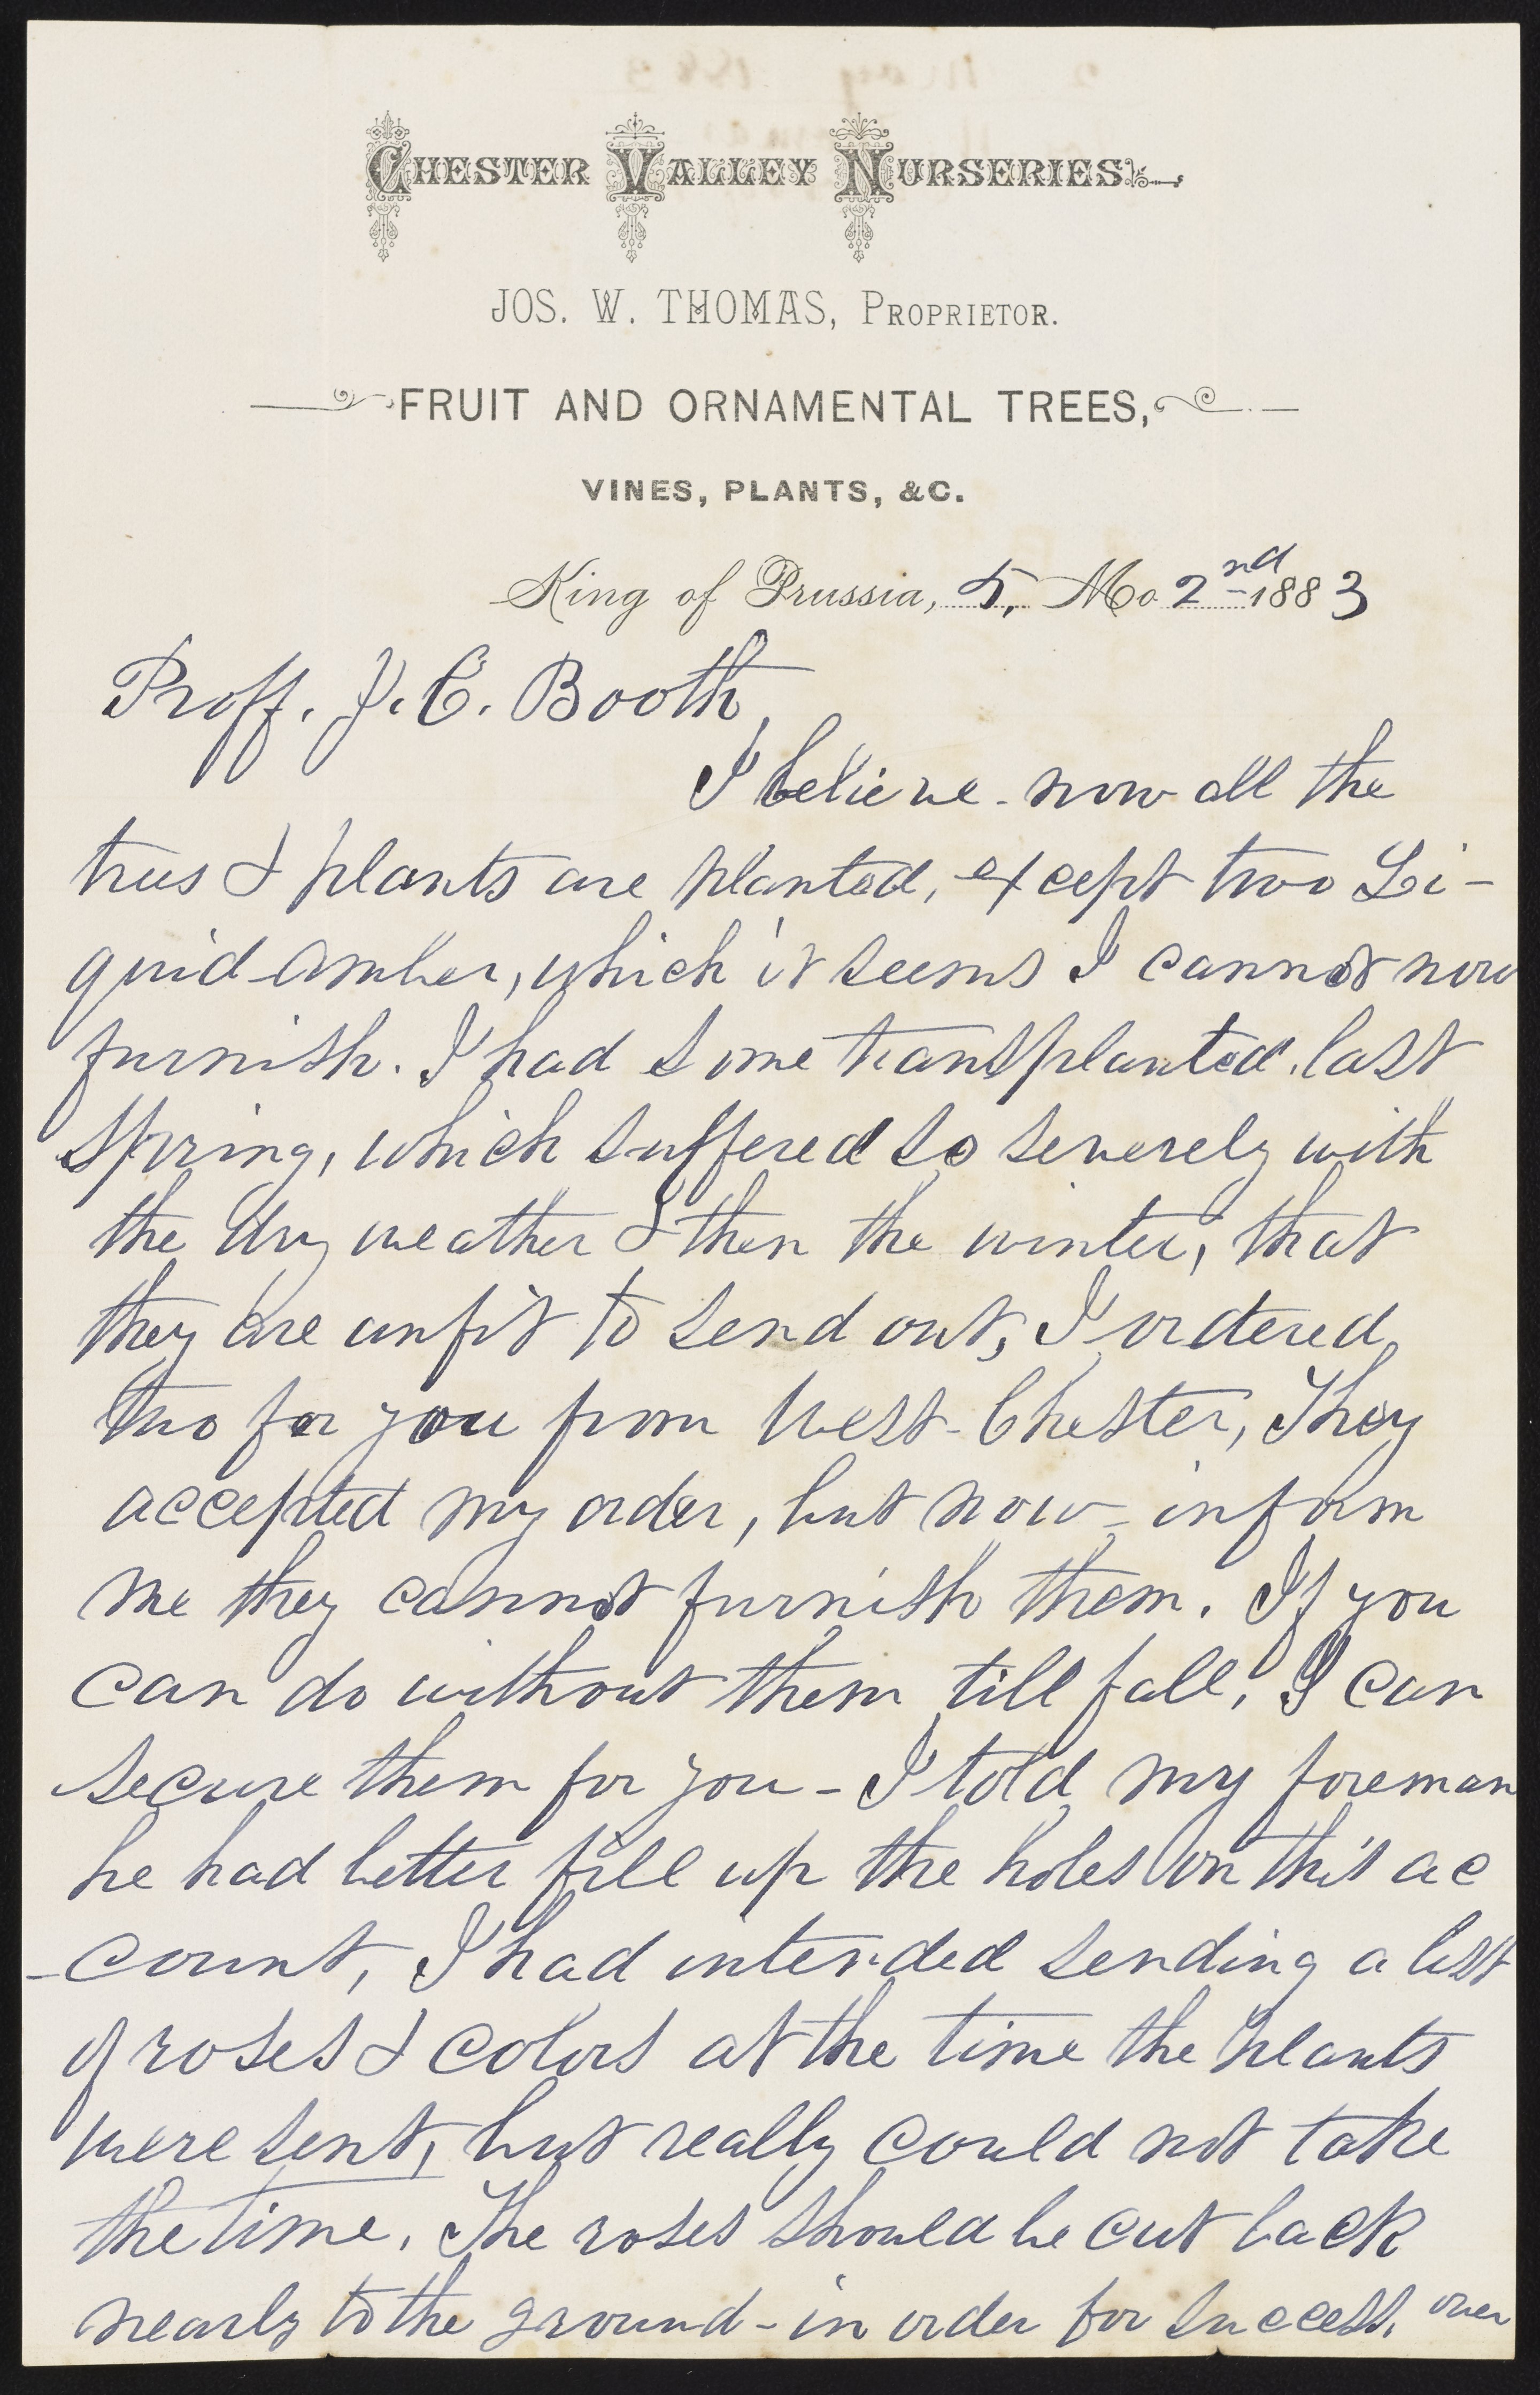 CHESTER VALLEY NURSERIES
JOS. W. THOMAS, PROPRIETOR.
FRUIT AND ORNAMENTAL TREES,
VINES, PLANTS, &C.
King of Prussia, 5, Mo 2nd 1883
Proff. J. C. Booth,
I believe - now all the
trees & plants are planted, except two Li-
quid Amber, which it seems I cannot now
furnish. I had some transplanted last
Spring, which suffered so severely with
the dry weather & then the winter, that
they are unfit to send out, I ordered
two for you from West-Chester, They
accepted my order, but now - inform
me they cannot furnish them. If you
can do without them till fall, I can
secure them for you - I told my foreman
he had better fill up the holes on this ac
-count, I had intended sending a list
of roses & colors at the time the plants
were sent, but really could not take
the time. The roses should be cut back
nearly to the ground - in order for success. over